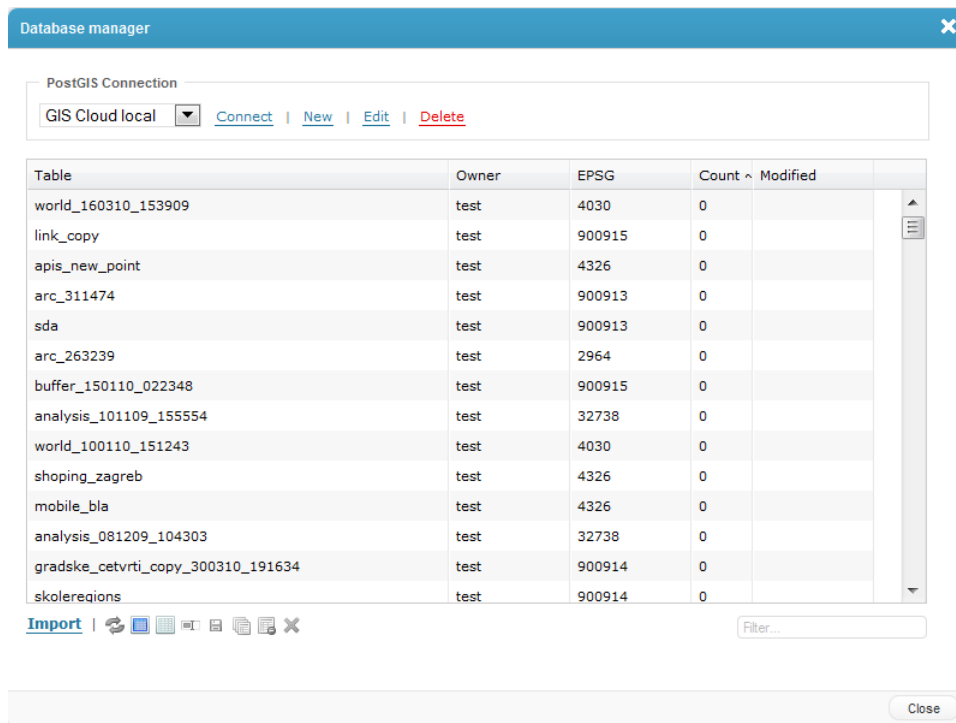 Database manager
PostGIS Connection
GIS Cloud local Connect | New | Edit | Delete
Table Owner EPSG Count Modified
world_160310_153909 test 4030 0
link_copy test 900915 0
apis_new_point test 4326 0
arc_311474 test 900913 0
sda test 900913 0
arc_263239 test 2964 0
buffer_150110_022348 test 900915 0
analysis_101109_155554 test 32738 0
world_100110_151243 test 4030 0
shoping_zagreb test 4326 0
mobile_bla test 4326 0
analysis_081209_104303 test 32738 0
gradske_cetvrti_copy_300310_191634 test 900914 0
skoleregions test 900914 0
Import | Filter...
Close